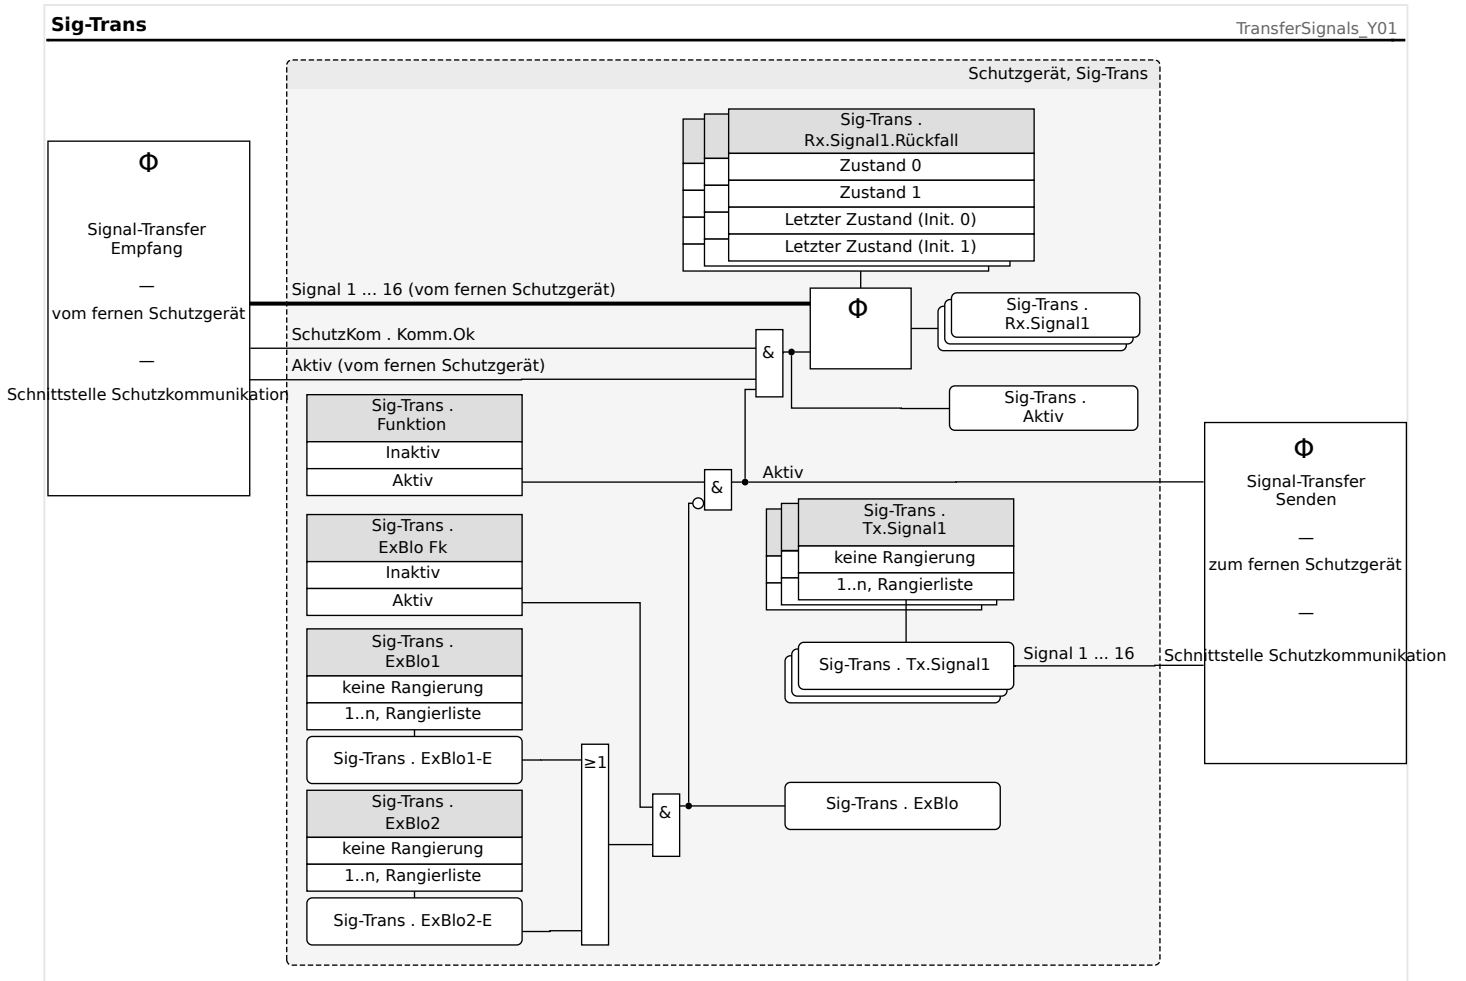 Sig-Trans
TransferSignals_Y01
Schutzgerät, Sig-Trans
Φ
Signal-Transfer
Empfang
—
vom fernen Schutzgerät
—
Schnittstelle Schutzkommunikation
Sig-Trans .
Rx.Signal1.Rückfall
Zustand 0
Zustand 1
Letzter Zustand (Init. 0)
Letzter Zustand (Init. 1)
Signal 1 ... 16 (vom fernen Schutzgerät)
SchutzKom . Komm.Ok
Aktiv (vom fernen Schutzgerät)
&
Φ
Sig-Trans .
Rx.Signal1
Sig-Trans .
Aktiv
Sig-Trans .
Funktion
Inaktiv
Aktiv
&
Aktiv
Sig-Trans .
ExBlo Fk
Inaktiv
Aktiv
Sig-Trans .
Tx.Signal1
keine Rangierung
1..n, Rangierliste
Sig-Trans . Tx.Signal1
Signal 1 ... 16
Φ
Signal-Transfer
Senden
—
zum fernen Schutzgerät
—
Schnittstelle Schutzkommunikation
Sig-Trans .
ExBlo1
keine Rangierung
1..n, Rangierliste
Sig-Trans . ExBlo1-E
≥1
&
Sig-Trans . ExBlo
Sig-Trans .
ExBlo2
keine Rangierung
1..n, Rangierliste
Sig-Trans . ExBlo2-E